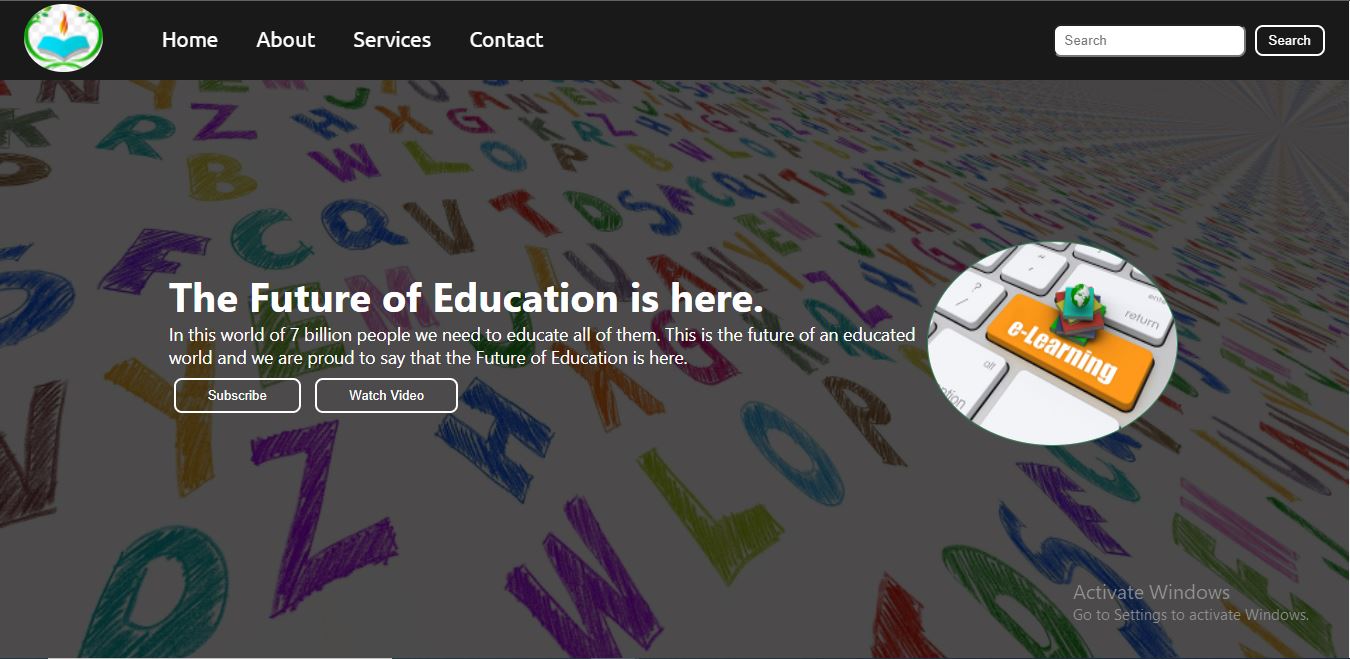 Home About Services Contact Search Search
The Future of Education is here.
In this world of 7 billion people we need to educate all of them. This is the future of an educated
world and we are proud to say that the Future of Education is here.
Subscribe Watch Video
e-Learning
return
alt
Activate Windows
Go to Settings to activate Windows.